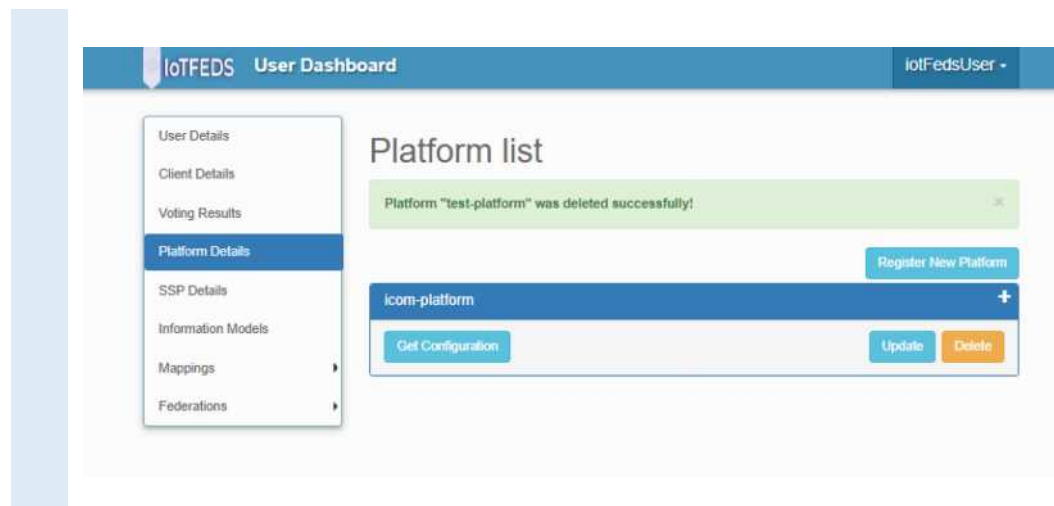 IoTFEDS User Dashboard iotFedsUser
User Details
Client Details
Voting Results
Platform Details
SSP Details
Information Models
Mappings
Federations
Platform list
Platform "test-platform" was deleted successfully!
×
Register New Platform
icom-platform +
Get Configuration Update Delete